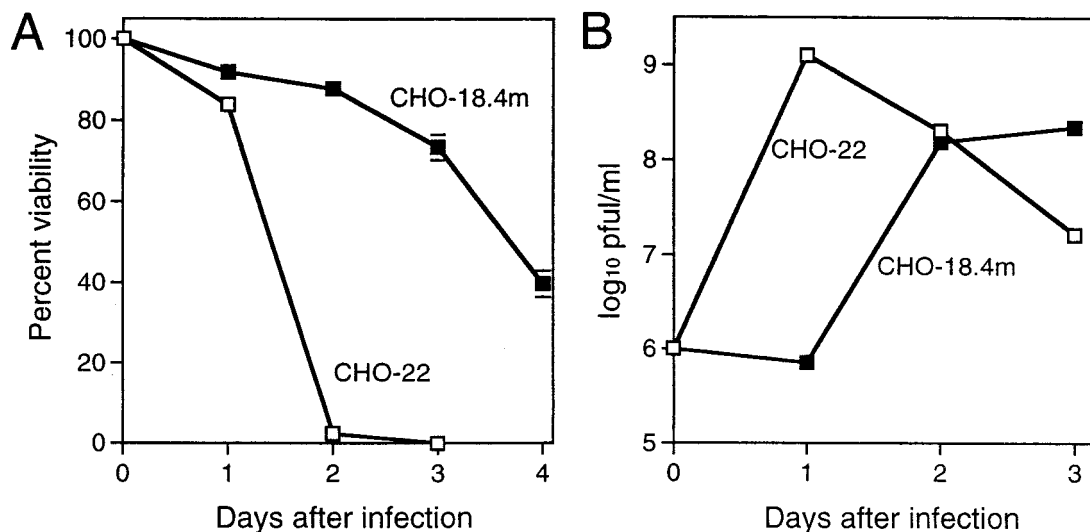 A
Percent viability
100
80
60
40
20
0
CHO-18.4m
CHO-22
0 1 2 3 4
Days after infection
B
log₁₀ pful/ml
9
8
7
6
5
CHO-22
CHO-18.4m
0 1 2 3
Days after infection